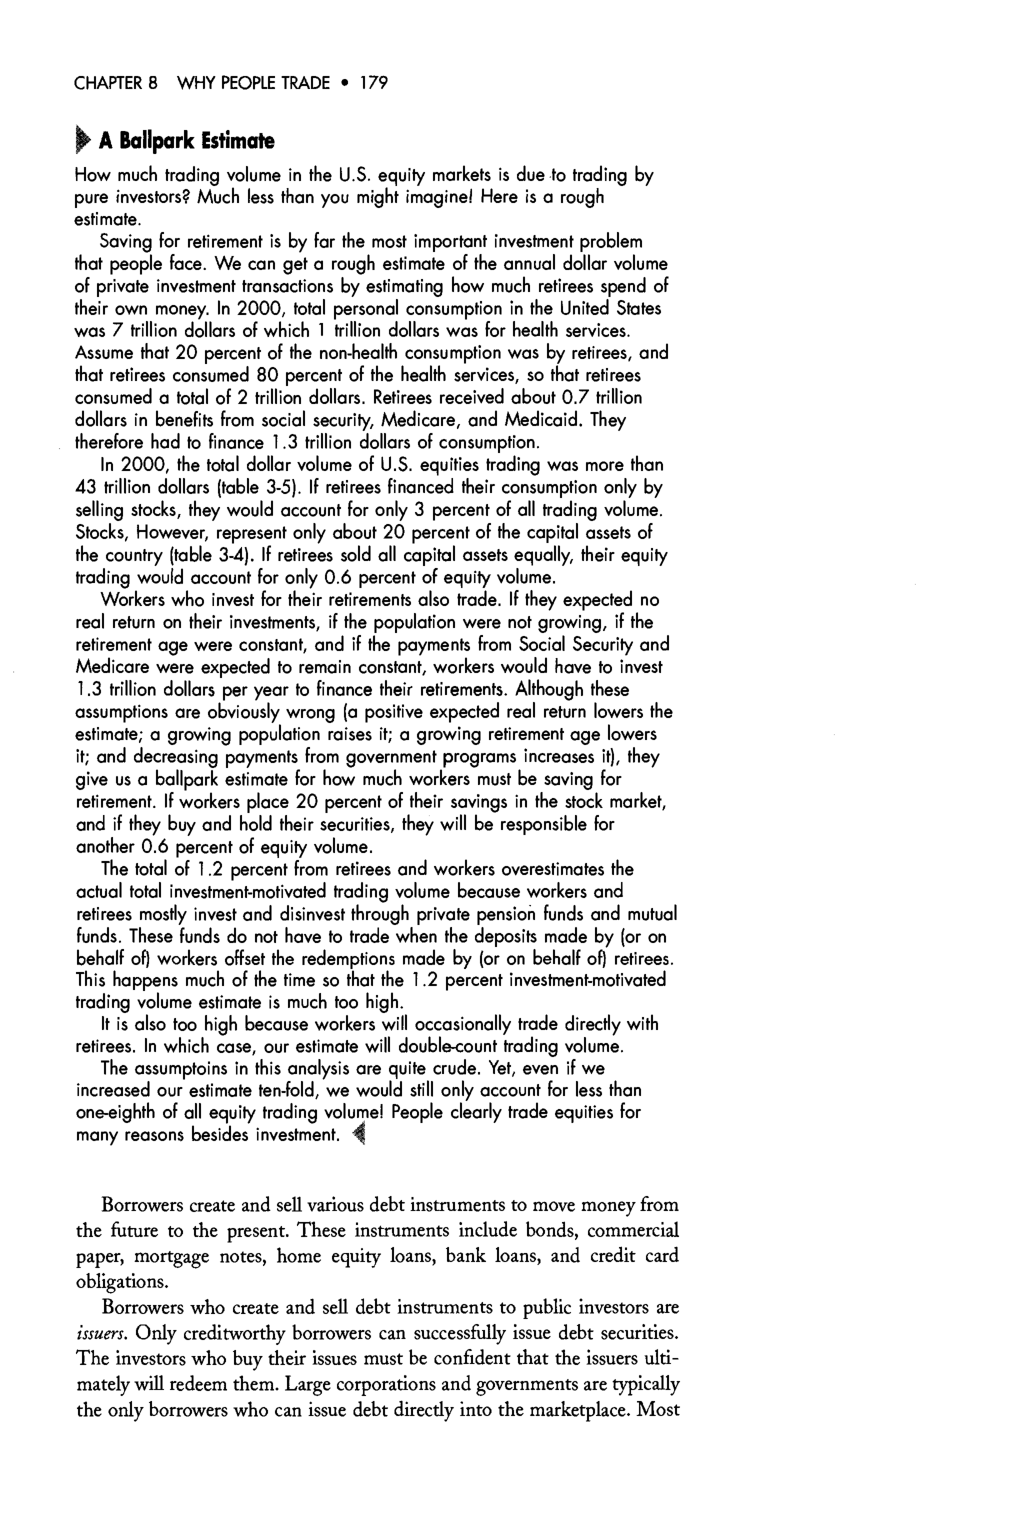 CHAPTER 8 WHY PEOPLE TRADE • 179
A Ballpark Estimate
How much trading volume in the U.S. equity markets is due to trading by
pure investors? Much less than you might imagine! Here is a rough
estimate.
Saving for retirement is by far the most important investment problem
that people face. We can get a rough estimate of the annual dollar volume
of private investment transactions by estimating how much retirees spend of
their own money. In 2000, total personal consumption in the United States
was 7 trillion dollars of which 1 trillion dollars was for health services.
Assume that 20 percent of the non-health consumption was by retirees, and
that retirees consumed 80 percent of the health services, so that retirees
consumed a total of 2 trillion dollars. Retirees received about 0.7 trillion
dollars in benefits from social security, Medicare, and Medicaid. They
therefore had to finance 1.3 trillion dollars of consumption.
In 2000, the total dollar volume of U.S. equities trading was more than
43 trillion dollars (table 3-5). If retirees financed their consumption only by
selling stocks, they would account for only 3 percent of all trading volume.
Stocks, However, represent only about 20 percent of the capital assets of
the country (table 3-4). If retirees sold all capital assets equally, their equity
trading would account for only 0.6 percent of equity volume.
Workers who invest for their retirements also trade. If they expected no
real return on their investments, if the population were not growing, if the
retirement age were constant, and if the payments from Social Security and
Medicare were expected to remain constant, workers would have to invest
1.3 trillion dollars per year to finance their retirements. Although these
assumptions are obviously wrong (a positive expected real return lowers the
estimate; a growing population raises it; a growing retirement age lowers
it; and decreasing payments from government programs increases it), they
give us a ballpark estimate for how much workers must be saving for
retirement. If workers place 20 percent of their savings in the stock market,
and if they buy and hold their securities, they will be responsible for
another 0.6 percent of equity volume.
The total of 1.2 percent from retirees and workers overestimates the
actual total investment-motivated trading volume because workers and
retirees mostly invest and disinvest through private pension funds and mutual
funds. These funds do not have to trade when the deposits made by (or on
behalf of) workers offset the redemptions made by (or on behalf of) retirees.
This happens much of the time so that the 1.2 percent investment-motivated
trading volume estimate is much too high.
It is also too high because workers will occasionally trade directly with
retirees. In which case, our estimate will double-count trading volume.
The assumptoins in this analysis are quite crude. Yet, even if we
increased our estimate ten-fold, we would still only account for less than
one-eighth of all equity trading volume! People clearly trade equities for
many reasons besides investment.
Borrowers create and sell various debt instruments to move money from
the future to the present. These instruments include bonds, commercial
paper, mortgage notes, home equity loans, bank loans, and credit card
obligations.
Borrowers who create and sell debt instruments to public investors are
issuers. Only creditworthy borrowers can successfully issue debt securities.
The investors who buy their issues must be confident that the issuers ulti-
mately will redeem them. Large corporations and governments are typically
the only borrowers who can issue debt directly into the marketplace. Most